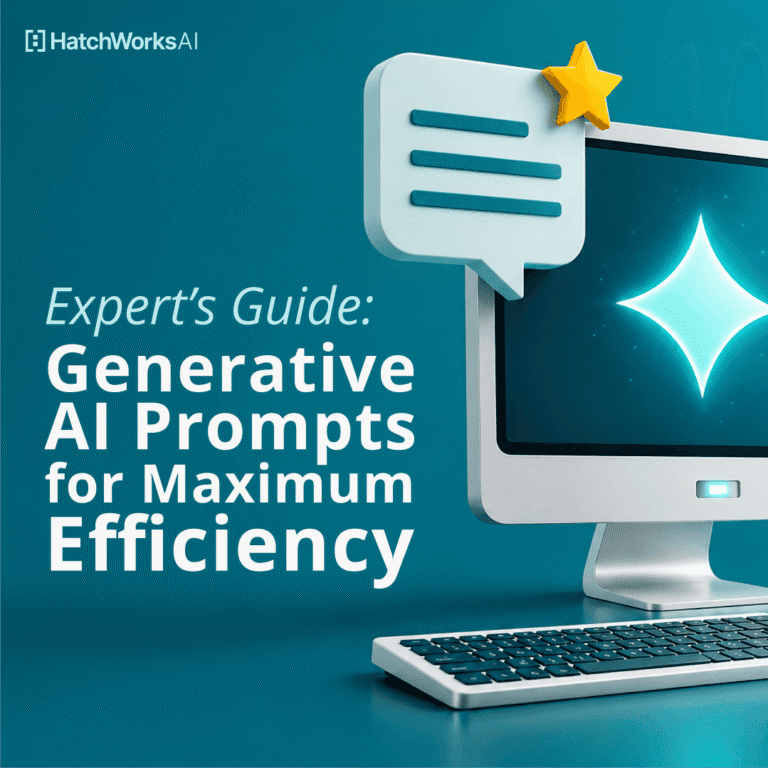 HatchWorksAI
Expert’s Guide:
Generative
AI Prompts
for Maximum
Efficiency